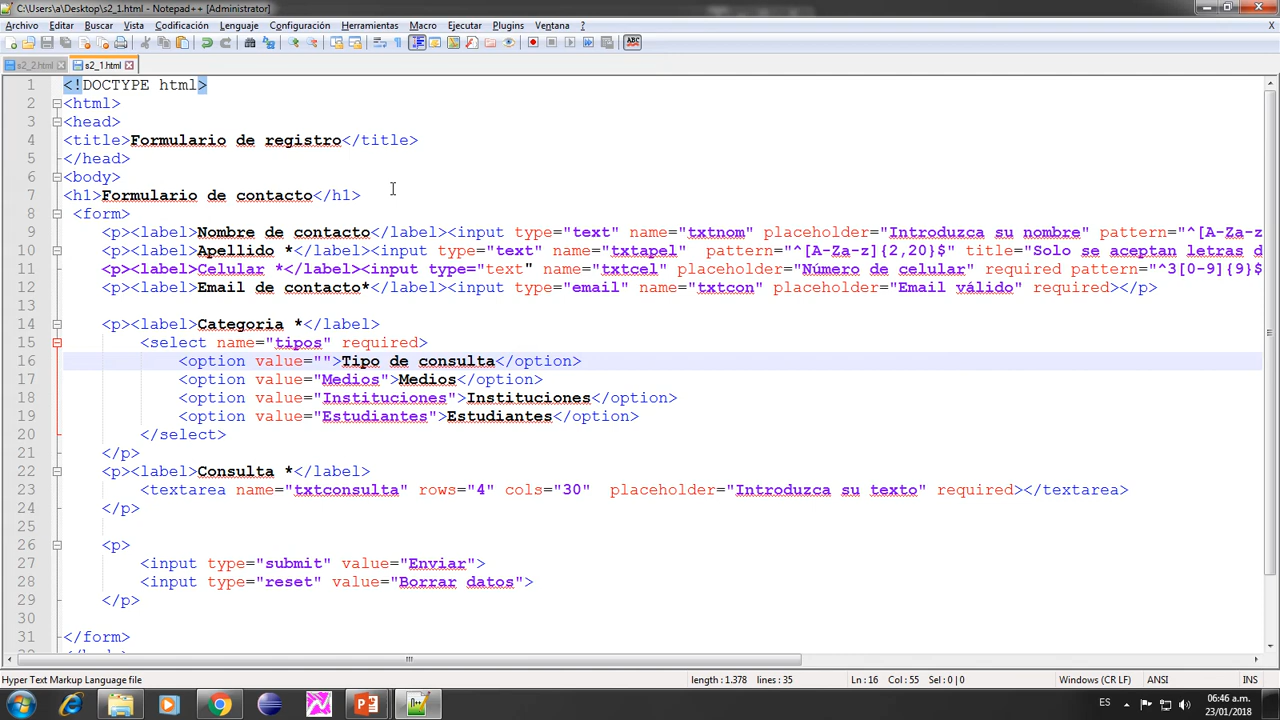 C:\Users\a\Desktop\s2_1.html - Notepad++ [Administrator]
Archivo Editar Buscar Vista Codificación Lenguaje Configuración Herramientas Macro Ejecutar Plugins Ventana ? X
ABC
s2_2.html s2_1.html
1 <!DOCTYPE html>
2 <html>
3 <head>
4 <title>Formulario de registro</title>
5 </head>
6 <body>
7 <h1>Formulario de contacto</h1>
8 <form>
9 <p><label>Nombre de contacto</label><input type="text" name="txtnom" placeholder="Introduzca su nombre" pattern="^[A-Za-z
10 <p><label>Apellido *</label><input type="text" name="txtapel" pattern="^[A-Za-z]{2,20}$" title="Solo se aceptan letras d
11 <p><label>Celular *</label><input type="text" name="txtcel" placeholder="Número de celular" required pattern="^3[0-9]{9}$
12 <p><label>Email de contacto*</label><input type="email" name="txtcon" placeholder="Email válido" required></p>
13
14 <p><label>Categoria *</label>
15 <select name="tipos" required>
16 <option value="">Tipo de consulta</option>
17 <option value="Medios">Medios</option>
18 <option value="Instituciones">Instituciones</option>
19 <option value="Estudiantes">Estudiantes</option>
20 </select>
21 </p>
22 <p><label>Consulta *</label>
23 <textarea name="txtconsulta" rows="4" cols="30" placeholder="Introduzca su texto" required></textarea>
24 </p>
25
26 <p>
27 <input type="submit" value="Enviar">
28 <input type="reset" value="Borrar datos">
29 </p>
30
31 </form>
Hyper Text Markup Language file length : 1.378 lines : 35 Ln : 16 Col : 55 Sel : 0 | 0 Windows (CR LF) ANSI INS
ES 06:46 a.m.
23/01/2018